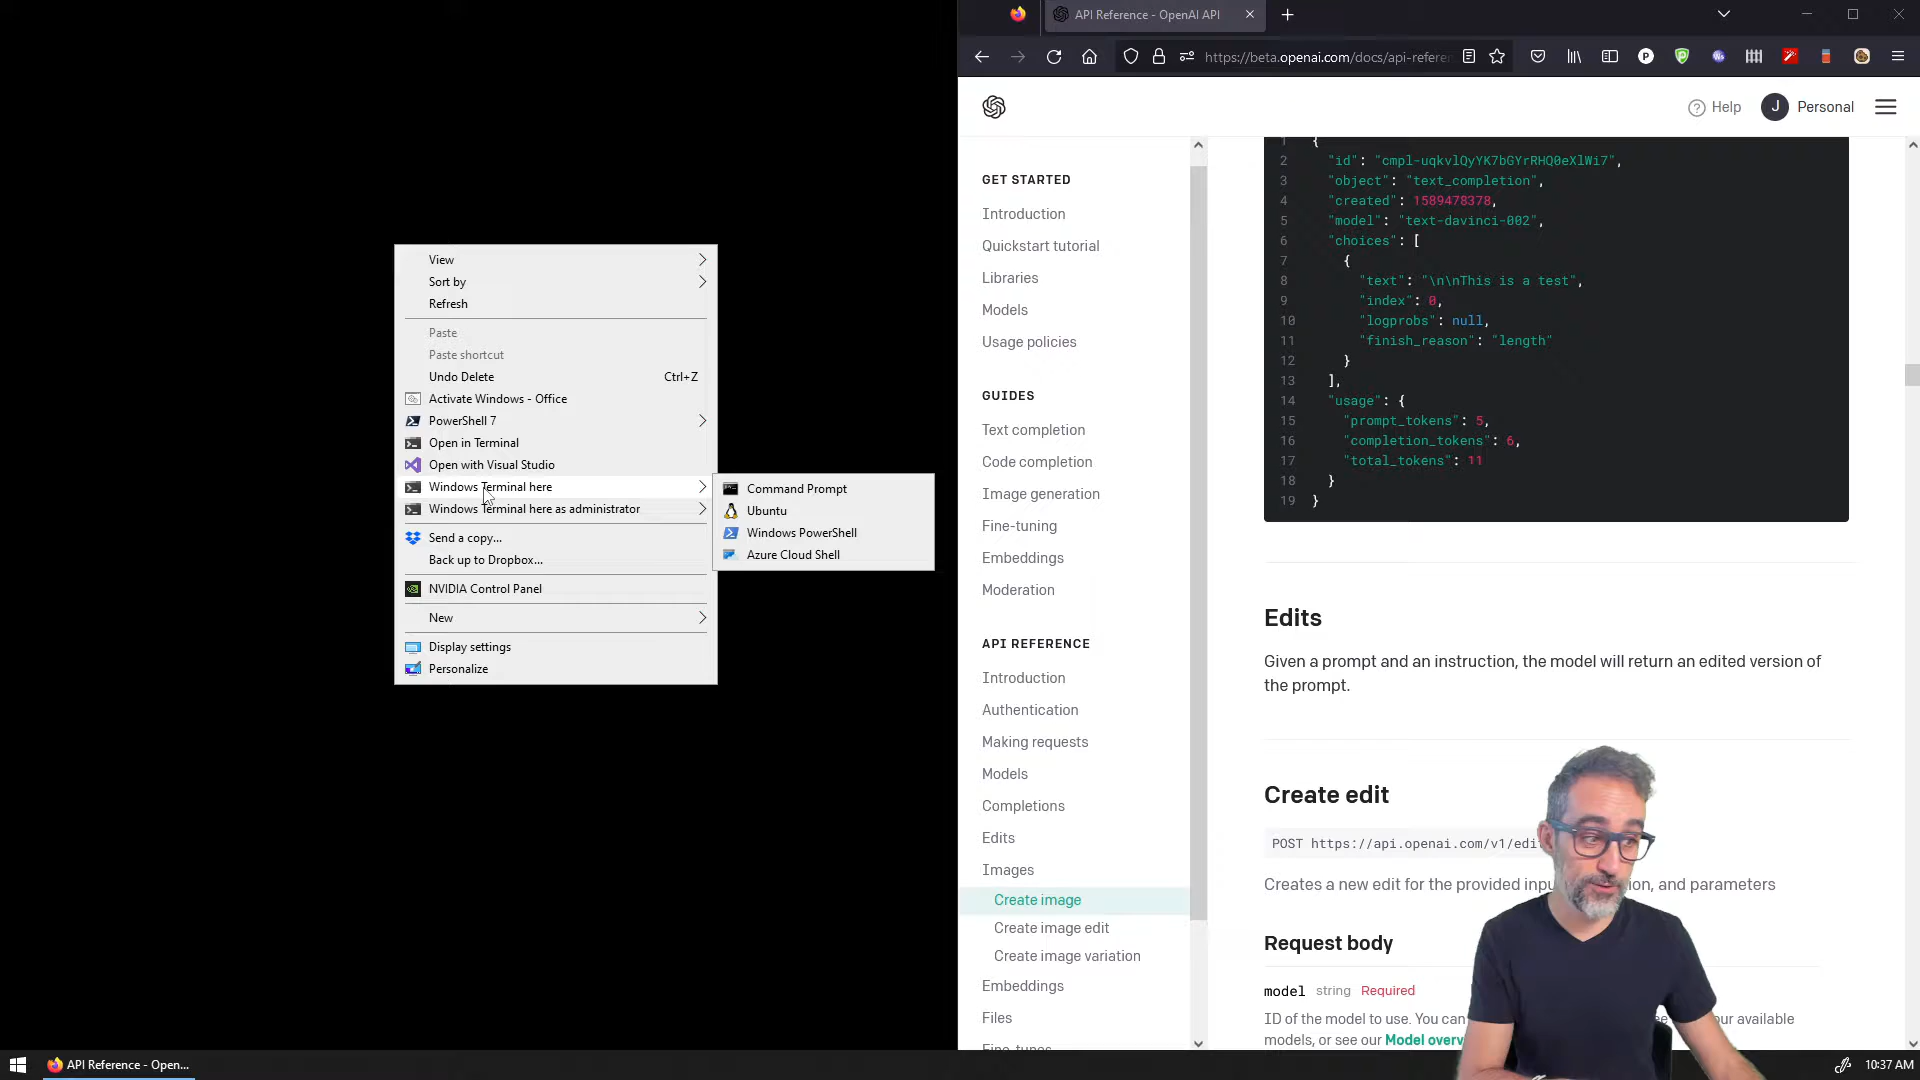 View
Sort by
Refresh
Paste
Paste shortcut
Undo Delete Ctrl+Z
Activate Windows - Office
PowerShell 7
Open in Terminal
Open with Visual Studio
Windows Terminal here
Windows Terminal here as administrator
Send a copy...
Back up to Dropbox...
NVIDIA Control Panel
New
Display settings
Personalize
Command Prompt
Ubuntu
Windows PowerShell
Azure Cloud Shell
API Reference - OpenAI API
https://beta.openai.com/docs/api-referen
Help
J Personal
GET STARTED
Introduction
Quickstart tutorial
Libraries
Models
Usage policies
GUIDES
Text completion
Code completion
Image generation
Fine-tuning
Embeddings
Moderation
API REFERENCE
Introduction
Authentication
Making requests
Models
Completions
Edits
Images
Create image
Create image edit
Create image variation
Embeddings
Files
Fine-tunes
1 {
2 "id": "cmpl-uqkvlQyYK7bGYrRHQ0eXlWi7",
3 "object": "text_completion",
4 "created": 1589478378,
5 "model": "text-davinci-002",
6 "choices": [
7 {
8 "text": "\n\nThis is a test",
9 "index": 0,
10 "logprobs": null,
11 "finish_reason": "length"
12 }
13 ],
14 "usage": {
15 "prompt_tokens": 5,
16 "completion_tokens": 6,
17 "total_tokens": 11
18 }
19 }
Edits
Given a prompt and an instruction, the model will return an edited version of
the prompt.
Create edit
POST https://api.openai.com/v1/edi
Creates a new edit for the provided inpu on, and parameters
Request body
model string Required
ID of the model to use. You can our available
models, or see our Model overv
API Reference - Open...
10:37 AM